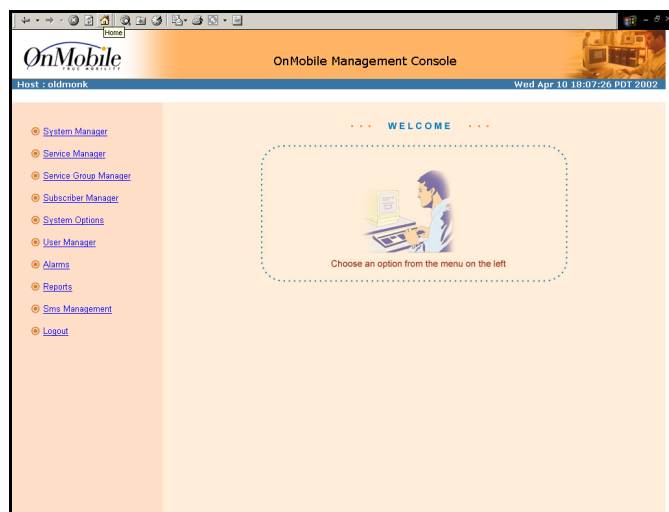 Home
OnMobile
TRUE MOBILITY
OnMobile Management Console
Host : oldmonk
Wed Apr 10 18:07:26 PDT 2002
WELCOME
System Manager
Service Manager
Service Group Manager
Subscriber Manager
System Options
User Manager
Alarms
Reports
Sms Management
Logout
Choose an option from the menu on the left